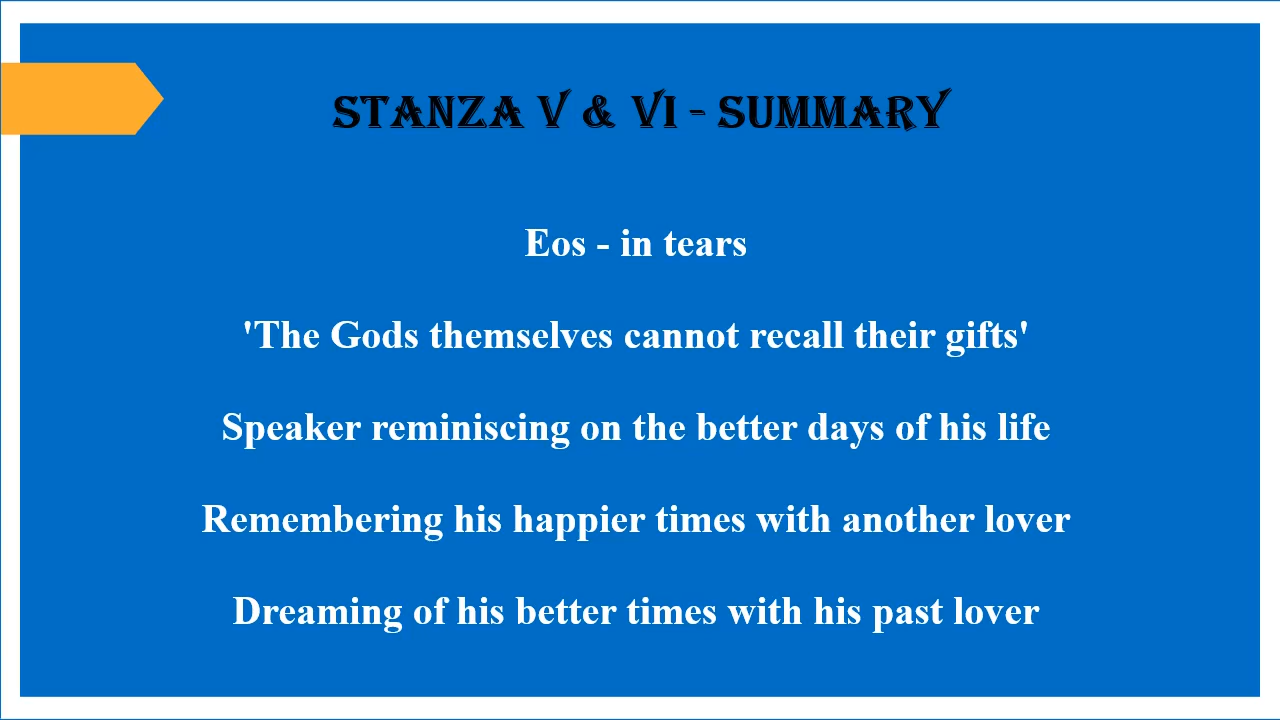 STANZA V & VI - SUMMARY
Eos - in tears
'The Gods themselves cannot recall their gifts'
Speaker reminiscing on the better days of his life
Remembering his happier times with another lover
Dreaming of his better times with his past lover